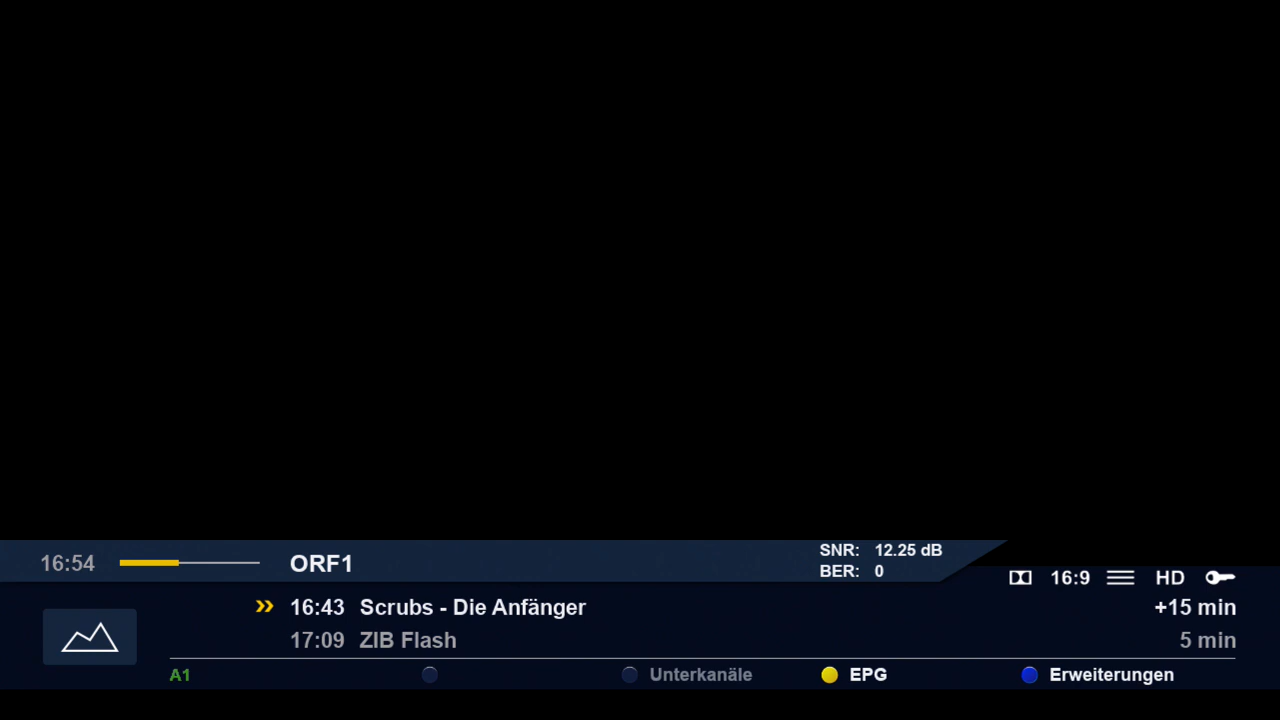 16:54 ORF1 SNR: 12.25 dB
BER: 0
16:9 HD
16:43 Scrubs - Die Anfänger +15 min
17:09 ZIB Flash 5 min
A1 Unterkanäle EPG Erweiterungen